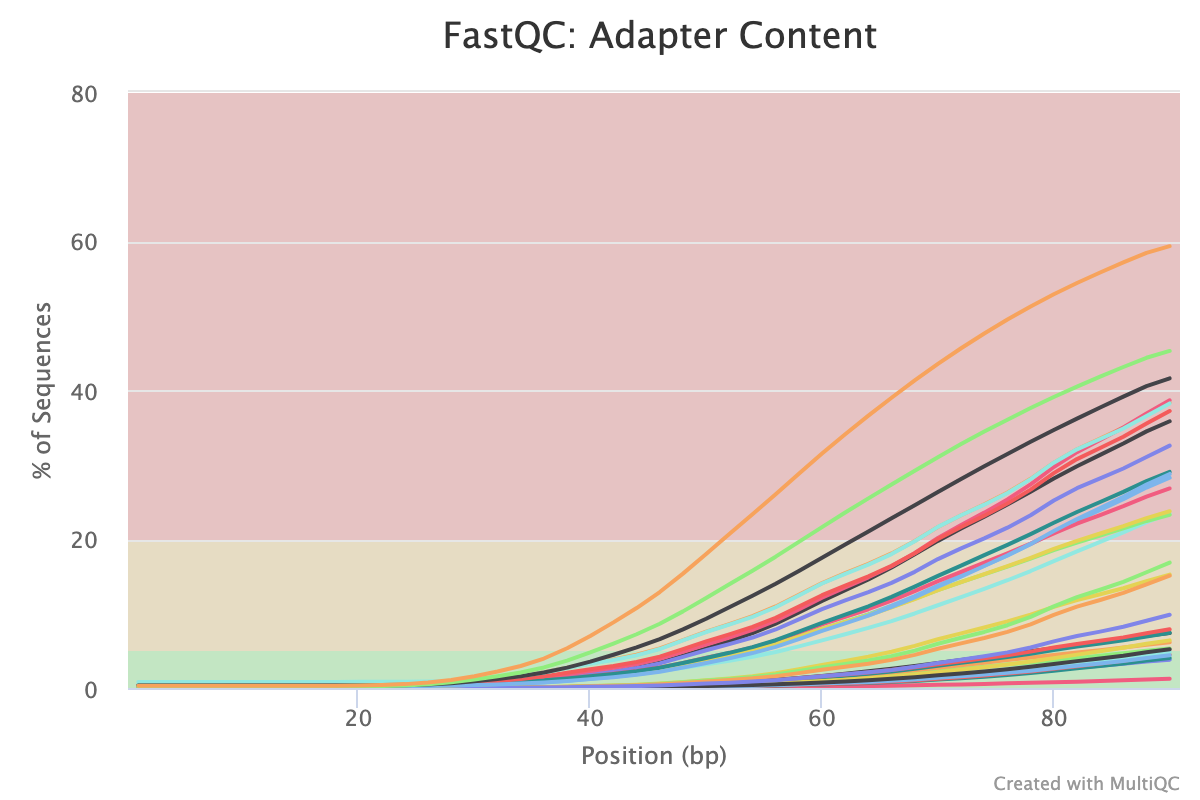 FastQC: Adapter Content
80
60
40
20
0
% of Sequences
20
40
60
80
Position (bp)
Created with MultiQC